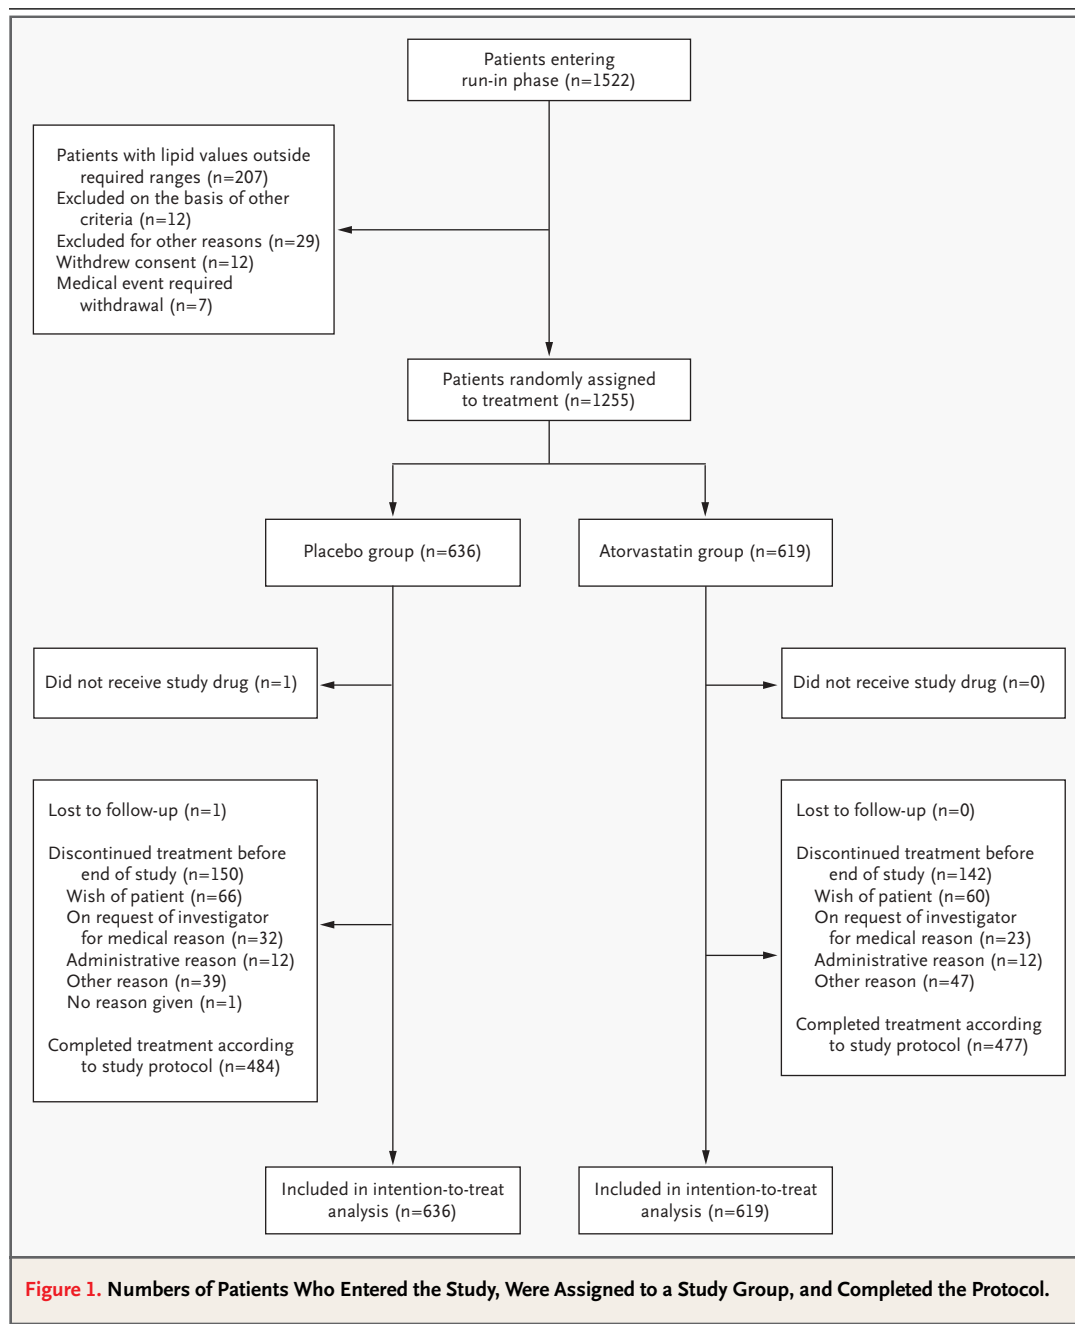 Patients entering
run-in phase (n=1522)
Patients with lipid values outside
required ranges (n=207)
Excluded on the basis of other
criteria (n=12)
Excluded for other reasons (n=29)
Withdrew consent (n=12)
Medical event required
withdrawal (n=7)
Patients randomly assigned
to treatment (n=1255)
Placebo group (n=636)
Atorvastatin group (n=619)
Did not receive study drug (n=1)
Did not receive study drug (n=0)
Lost to follow-up (n=1)
Discontinued treatment before
end of study (n=150)
Wish of patient (n=66)
On request of investigator
for medical reason (n=32)
Administrative reason (n=12)
Other reason (n=39)
No reason given (n=1)
Completed treatment according
to study protocol (n=484)
Lost to follow-up (n=0)
Discontinued treatment before
end of study (n=142)
Wish of patient (n=60)
On request of investigator
for medical reason (n=23)
Administrative reason (n=12)
Other reason (n=47)
Completed treatment according
to study protocol (n=477)
Included in intention-to-treat
analysis (n=636)
Included in intention-to-treat
analysis (n=619)
Figure 1. Numbers of Patients Who Entered the Study, Were Assigned to a Study Group, and Completed the Protocol.